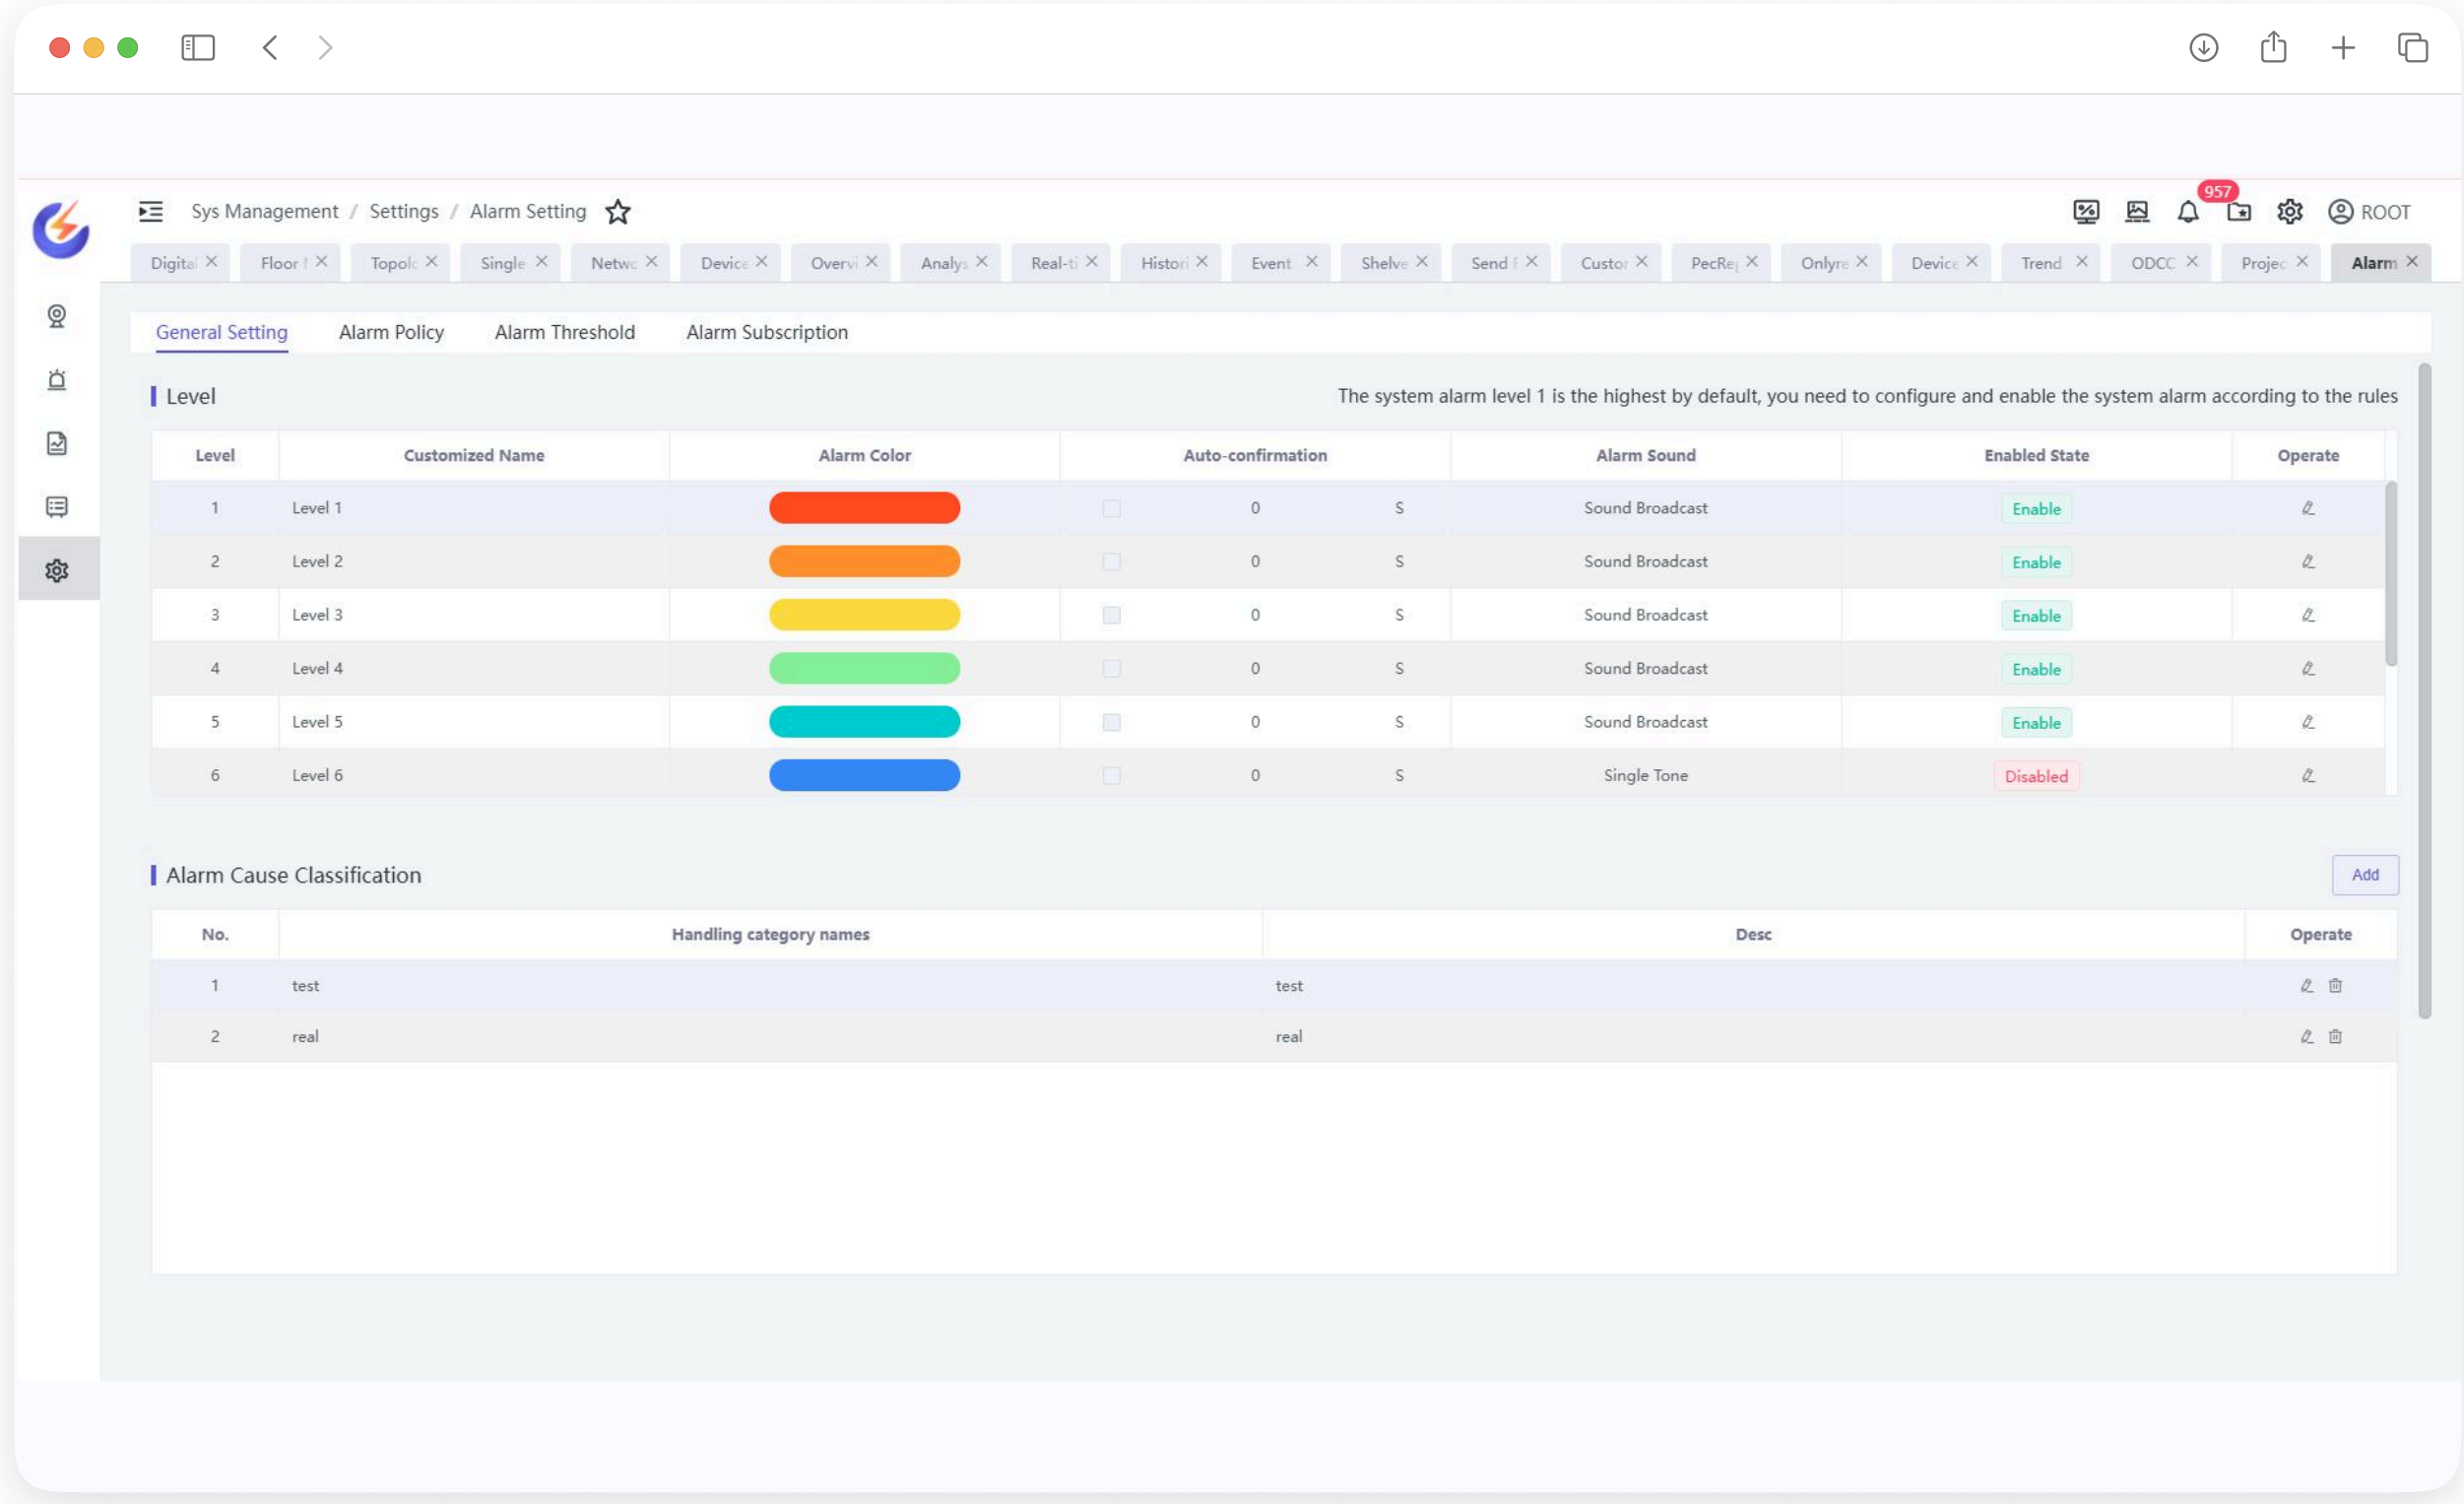 Sys Management / Settings / Alarm Setting
957
ROOT
Digital Floor Topolo Single Netwo Device Overvi Analys Real-ti Histori Event Shelve Send Custor PecRe Onlyre Device Trend ODCC Projec Alarm
General Setting Alarm Policy Alarm Threshold Alarm Subscription
Level
The system alarm level 1 is the highest by default, you need to configure and enable the system alarm according to the rules
Level Customized Name Alarm Color Auto-confirmation Alarm Sound Enabled State Operate
1 Level 1 0 S Sound Broadcast Enable
2 Level 2 0 S Sound Broadcast Enable
3 Level 3 0 S Sound Broadcast Enable
4 Level 4 0 S Sound Broadcast Enable
5 Level 5 0 S Sound Broadcast Enable
6 Level 6 0 S Single Tone Disabled
Alarm Cause Classification
Add
No. Handling category names Desc Operate
1 test test
2 real real